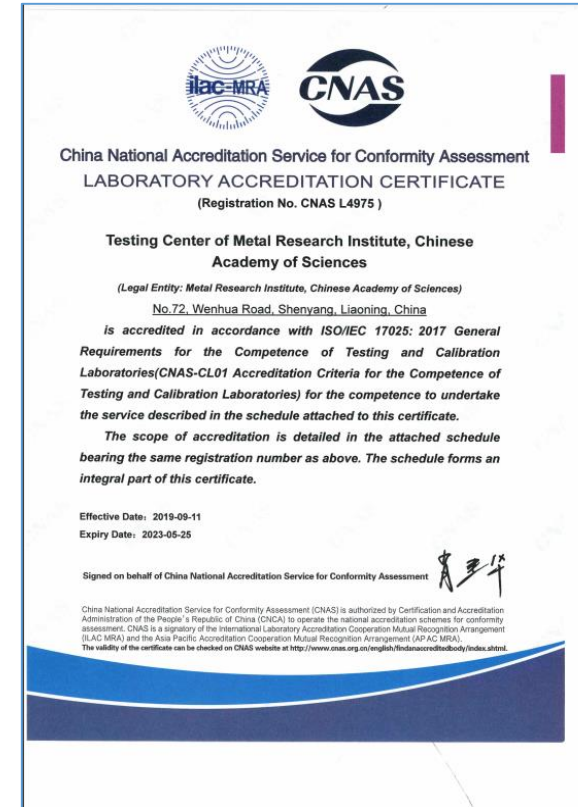 ilac-MRA
CNAS
China National Accreditation Service for Conformity Assessment
LABORATORY ACCREDITATION CERTIFICATE
(Registration No. CNAS L4975 )
Testing Center of Metal Research Institute, Chinese
Academy of Sciences
(Legal Entity: Metal Research Institute, Chinese Academy of Sciences)
No.72, Wenhua Road, Shenyang, Liaoning, China
is accredited in accordance with ISO/IEC 17025: 2017 General
Requirements for the Competence of Testing and Calibration
Laboratories(CNAS-CL01 Accreditation Criteria for the Competence of
Testing and Calibration Laboratories) for the competence to undertake
the service described in the schedule attached to this certificate.
The scope of accreditation is detailed in the attached schedule
bearing the same registration number as above. The schedule forms an
integral part of this certificate.
Effective Date: 2019-09-11
Expiry Date: 2023-05-25
Signed on behalf of China National Accreditation Service for Conformity Assessment
China National Accreditation Service for Conformity Assessment (CNAS) is authorized by Certification and Accreditation
Administration of the People's Republic of China (CNCA) to operate the national accreditation schemes for conformity
assessment. CNAS is a signatory of the International Laboratory Accreditation Cooperation Mutual Recognition Arrangement
(ILAC MRA) and the Asia Pacific Accreditation Cooperation Mutual Recognition Arrangement (APAC MRA).
The validity of the certificate can be checked on CNAS website at http://www.cnas.org.cn/english/findanaccreditedbody/index.shtml.